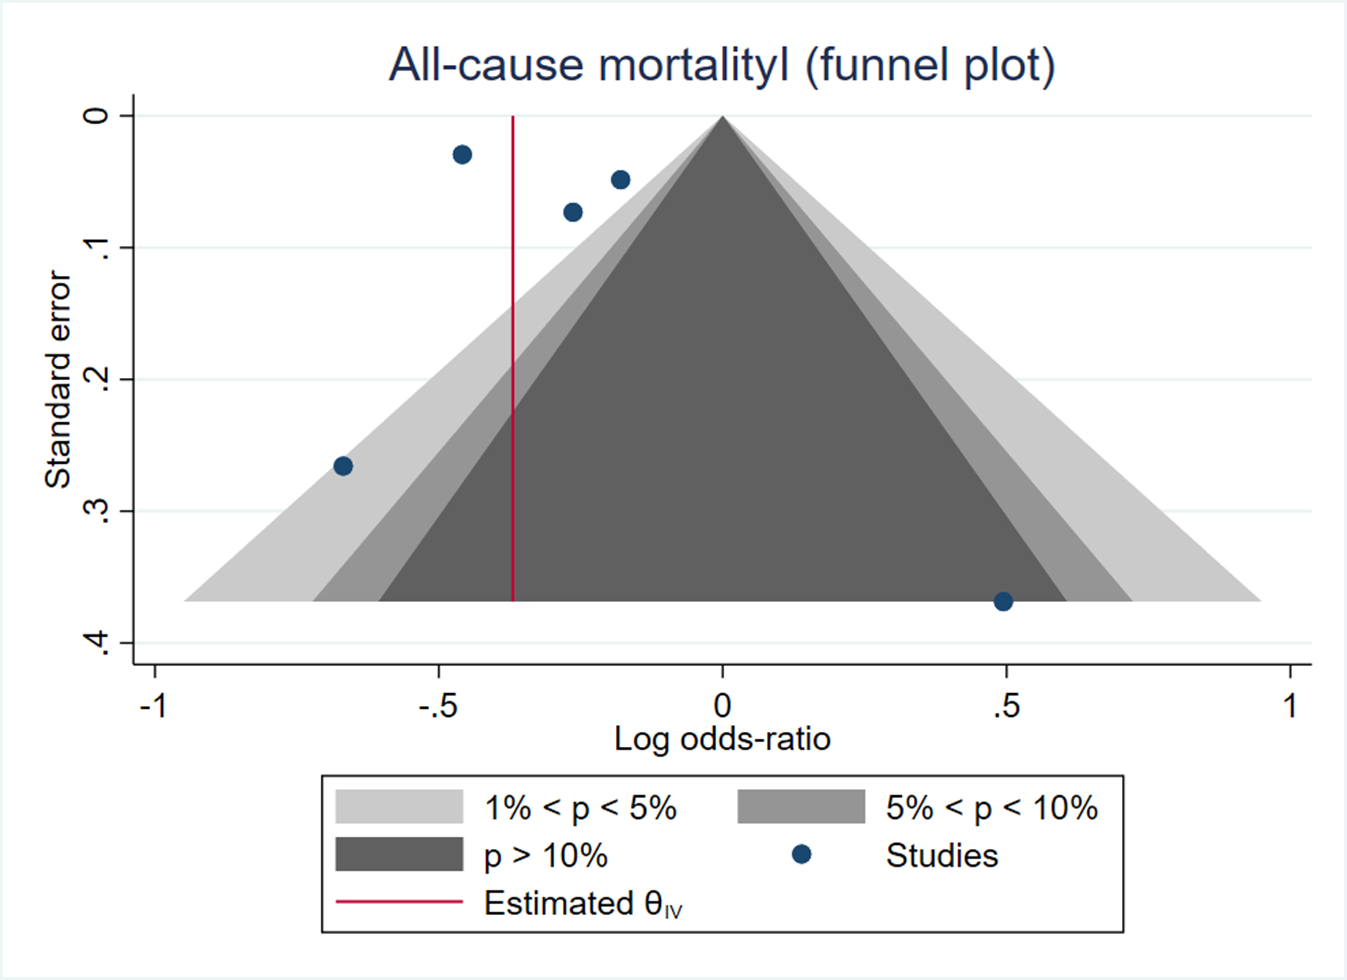 All-cause mortalityl (funnel plot)
Standard error
0
.1
.2
.3
.4
-1
-.5
0
.5
1
Log odds-ratio
1% < p < 5%
5% < p < 10%
p > 10%
Studies
Estimated θIV